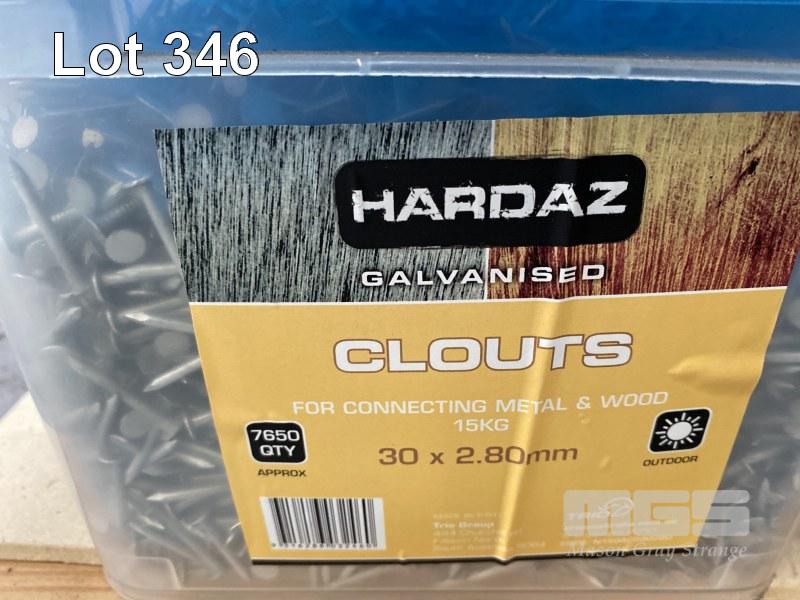 Lot 346
HARDAZ
GALVANISED
CLOUTS
FOR CONNECTING METAL & WOOD
15KG
7650
QTY
APPROX
30 x 2.80mm
OUTDOOR
Trio Group
MGS
Mason Gray Strange